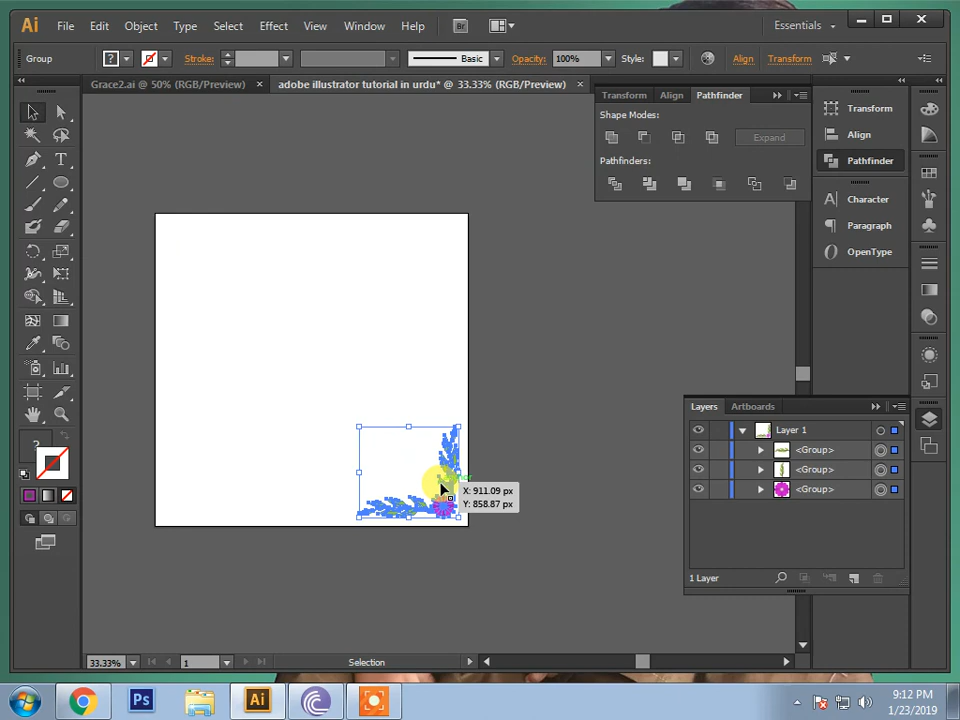 Ai File Edit Object Type Select Effect View Window Help Br Essentials
Group Stroke: Basic Opacity: 100% Style: Align Transform
Grace2.ai @ 50% (RGB/Preview) adobe illustrator tutorial in urdu* @ 33.33% (RGB/Preview)
Transform Align Pathfinder
Shape Modes:
Expand
Pathfinders:
Transform
Align
Pathfinder
Character
Paragraph
OpenType
X: 911.09 px
Y: 858.87 px
Layers Artboards
Layer 1
<Group>
<Group>
<Group>
1 Layer
33.33% 1 Selection
Ps Ai
9:12 PM
1/23/2019